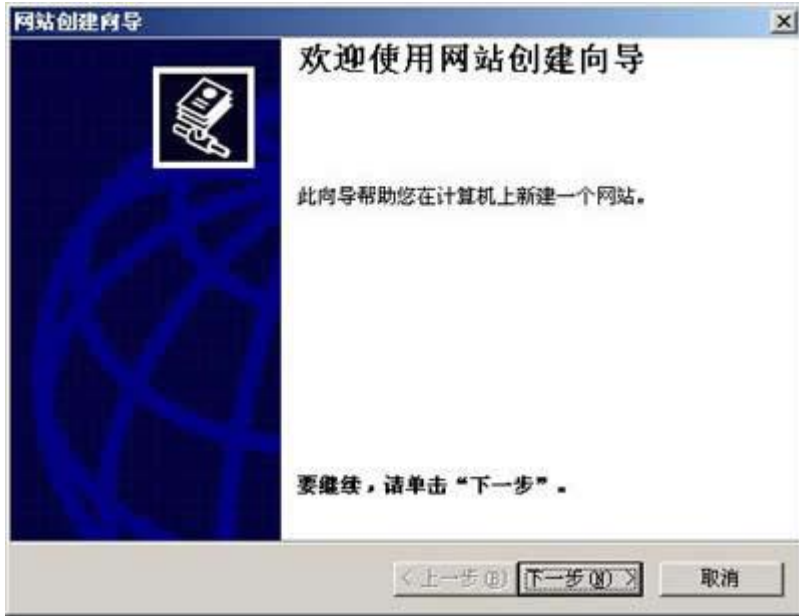 网站创建向导
欢迎使用网站创建向导
此向导帮助您在计算机上新建一个网站。
要继续，请单击“下一步”。
< 上一步(B) 下一步(N) > 取消